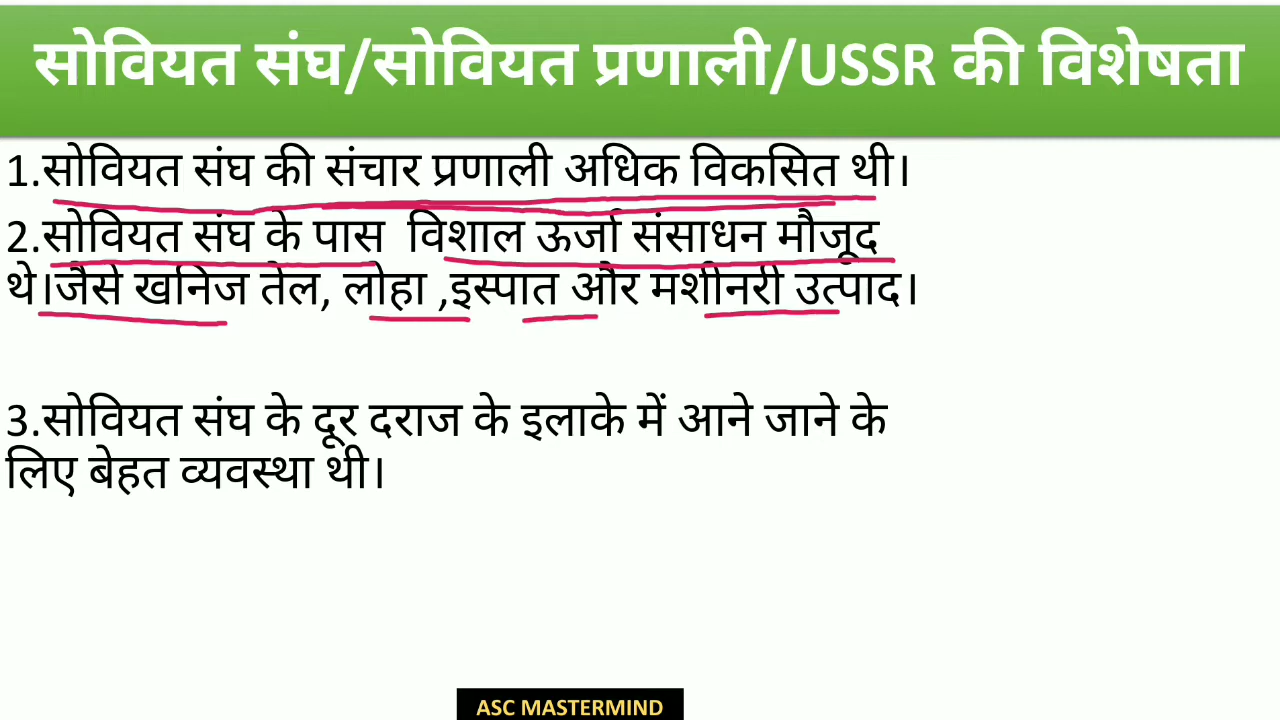 सोवियत संघ/सोवियत प्रणाली/USSR की विशेषता
1.सोवियत संघ की संचार प्रणाली अधिक विकसित थी।
2.सोवियत संघ के पास विशाल ऊर्जा संसाधन मौजूद
थे।जैसे खनिज तेल, लोहा ,इस्पात और मशीनरी उत्पाद।
3.सोवियत संघ के दूर दराज के इलाके में आने जाने के
लिए बेहत व्यवस्था थी।
ASC MASTERMIND